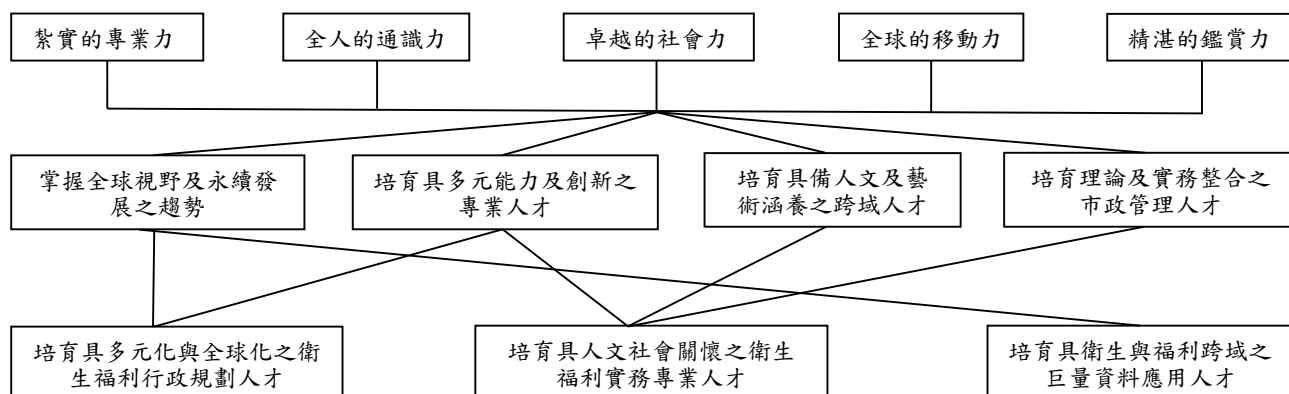 紮實的專業力
全人的通識力
卓越的社會力
全球的移動力
精湛的鑑賞力
掌握全球視野及永續發
展之趨勢
培育具多元能力及創新之
專業人才
培育具備人文及藝
術涵養之跨域人才
培育理論及實務整合之
市政管理人才
培育具多元化與全球化之衛
生福利行政規劃人才
培育具人文社會關懷之衛生
福利實務專業人才
培育具衛生與福利跨域之
巨量資料應用人才